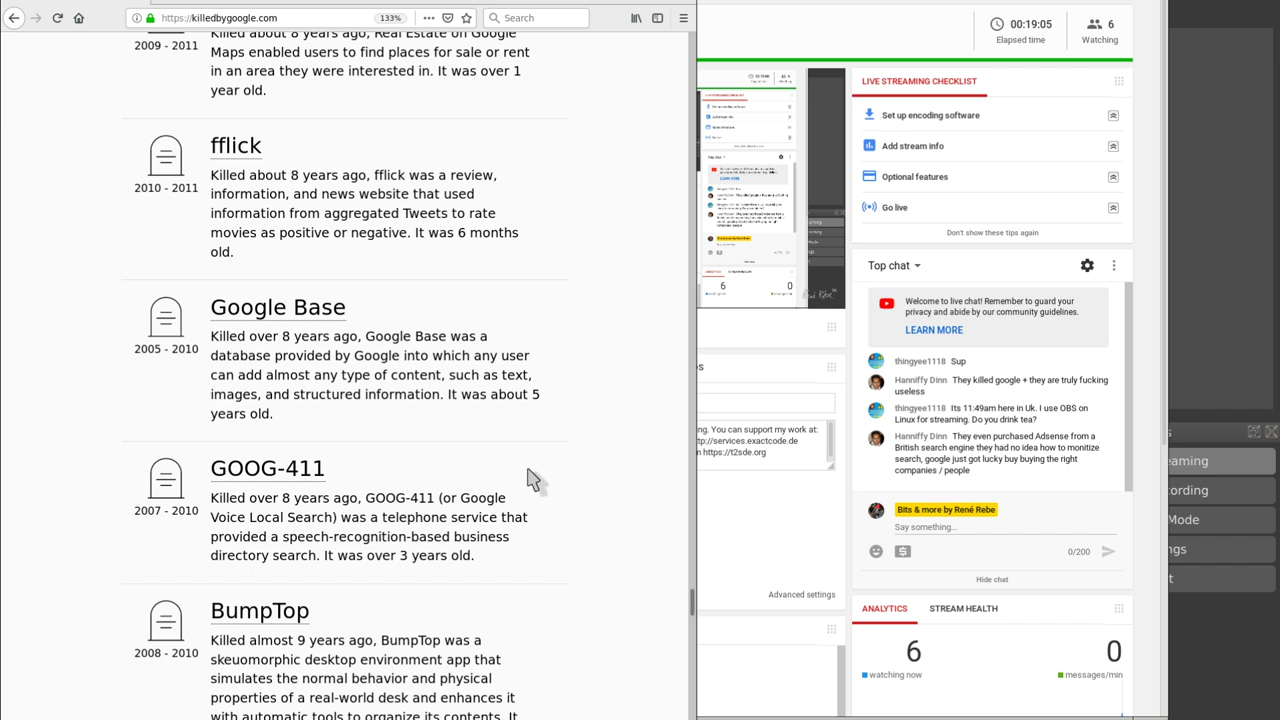 https://killedbygoogle.com
133%
Search
00:19:05
Elapsed time
6
Watching
2009 - 2011
Killed about 8 years ago, Real Estate on Google
Maps enabled users to find places for sale or rent
in an area they were interested in. It was over 1
year old.
fflick
2010 - 2011
Killed about 8 years ago, fflick was a review,
information, and news website that used
information from aggregated Tweets to rate
movies as positive or negative. It was 6 months
old.
Google Base
2005 - 2010
Killed over 8 years ago, Google Base was a
database provided by Google into which any user
can add almost any type of content, such as text,
images, and structured information. It was about 5
years old.
GOOG-411
2007 - 2010
Killed over 8 years ago, GOOG-411 (or Google
Voice Local Search) was a telephone service that
provided a speech-recognition-based business
directory search. It was over 3 years old.
BumpTop
2008 - 2010
Killed almost 9 years ago, BumpTop was a
skeuomorphic desktop environment app that
simulates the normal behavior and physical
properties of a real-world desk and enhances it
with automatic tools to organize its contents. It
René Rebe
ng. You can support my work at:
ttp://services.exactcode.de
n https://t2sde.org
Advanced settings
LIVE STREAMING CHECKLIST
Set up encoding software
Add stream info
Optional features
Go live
Don't show these tips again
Top chat
Welcome to live chat! Remember to guard your
privacy and abide by our community guidelines.
LEARN MORE
thingyee1118 Sup
Hanniffy Dinn They killed google + they are truly fucking
useless
thingyee1118 Its 11:49am here in Uk. I use OBS on
Linux for streaming. Do you drink tea?
Hanniffy Dinn They even purchased Adsense from a
British search engine they had no idea how to monitize
search, google just got lucky buy buying the right
companies / people
Bits & more by René Rebe
Say something...
0/200
Hide chat
ANALYTICS
STREAM HEALTH
6
watching now
0
messages/min
s
eaming
ording
Mode
ngs
t